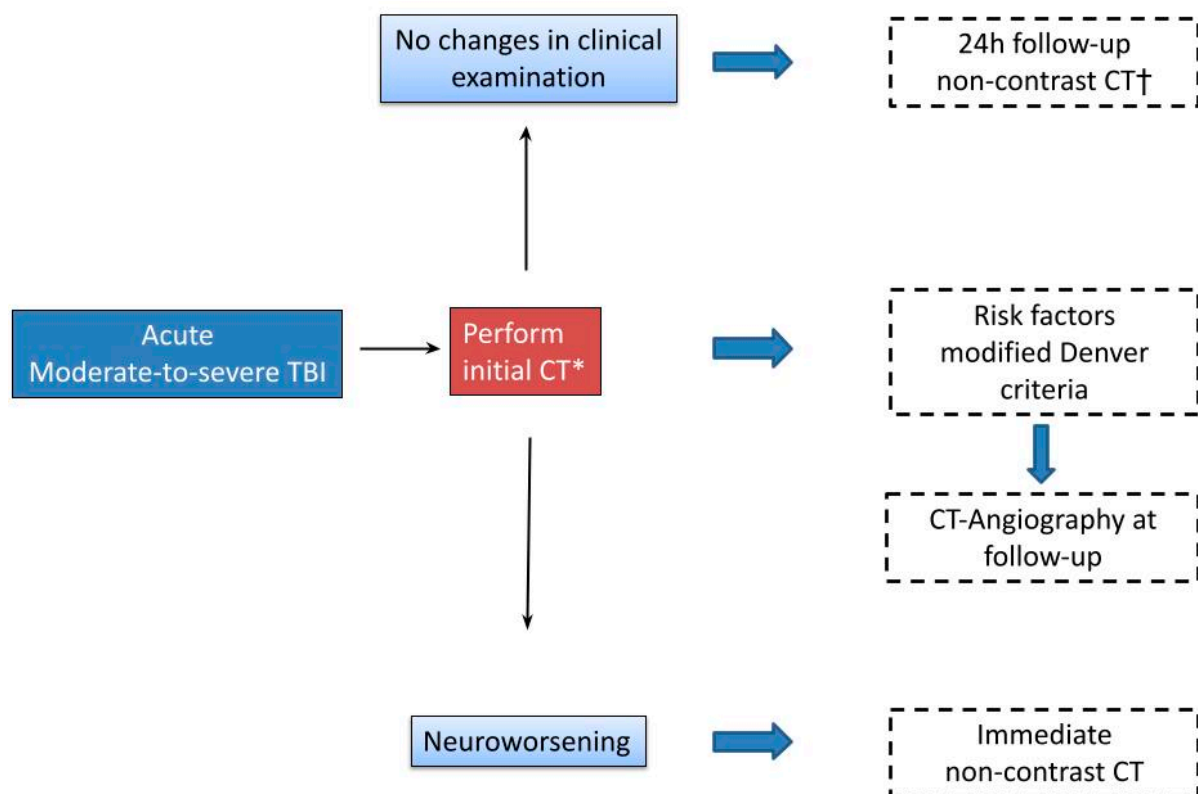 No changes in clinical
examination
24h follow-up
non-contrast CT†
Acute
Moderate-to-severe TBI
Perform
initial CT*
Risk factors
modified Denver
criteria
CT-Angiography at
follow-up
Neuroworsening
Immediate
non-contrast CT